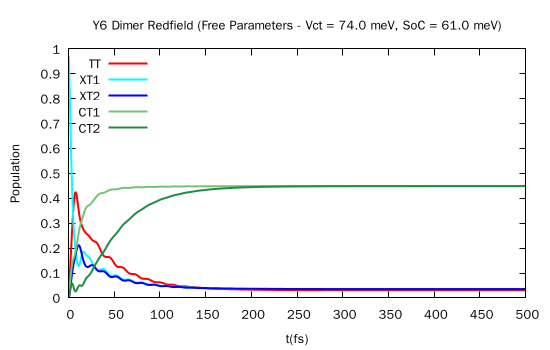 Y6 Dimer Redfield (Free Parameters - Vct = 74.0 meV, SoC = 61.0 meV)
1
0.9
0.8
0.7
0.6
0.5
0.4
0.3
0.2
0.1
0
Population
TT
XT1
XT2
CT1
CT2
0 50 100 150 200 250 300 350 400 450 500
t(fs)